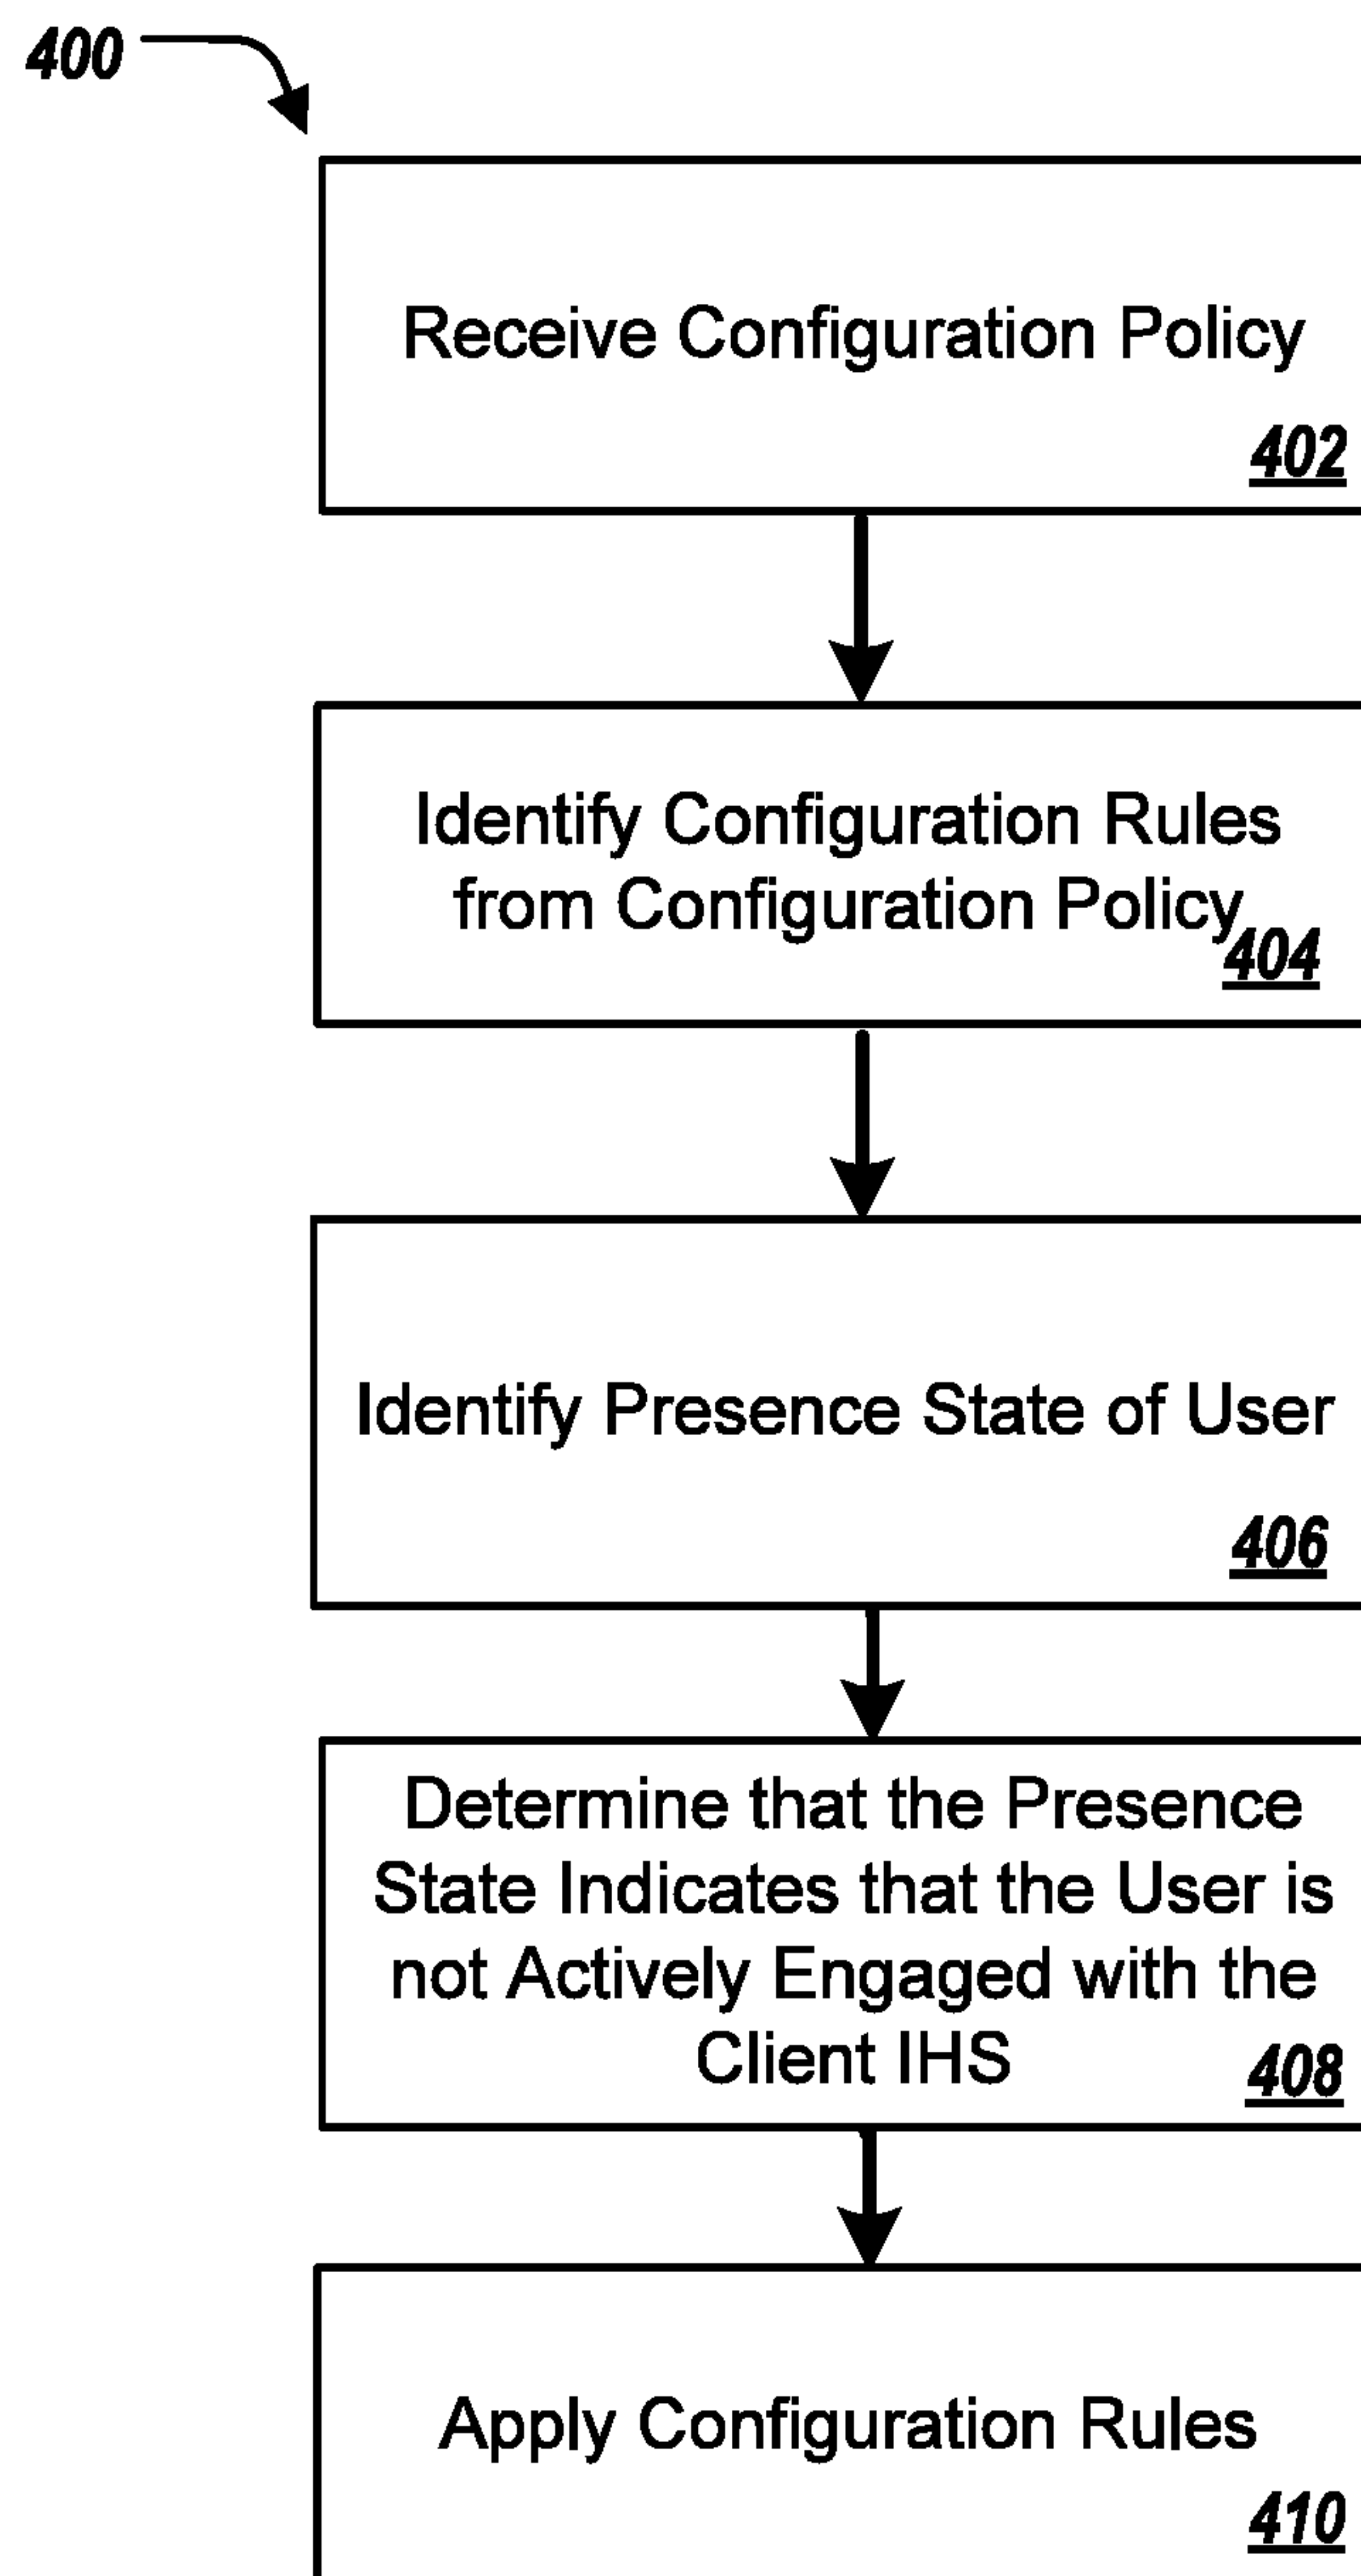 400
Receive Configuration Policy
402
Identify Configuration Rules
from Configuration Policy
404
Identify Presence State of User
406
Determine that the Presence
State Indicates that the User is
not Actively Engaged with the
Client IHS
408
Apply Configuration Rules
410